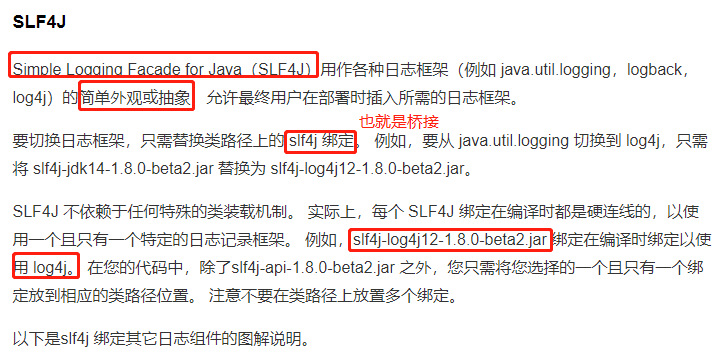 SLF4J
Simple Logging Facade for Java（SLF4J）用作各种日志框架（例如 java.util.logging，logback，
log4j）的简单外观或抽象  允许最终用户在部署时插入所需的日志框架。
也就是桥接
要切换日志框架，只需替换类路径上的 slf4j 绑定。 例如，要从 java.util.logging 切换到 log4j，只需
将 slf4j-jdk14-1.8.0-beta2.jar 替换为 slf4j-log4j12-1.8.0-beta2.jar。
SLF4J 不依赖于任何特殊的类装载机制。 实际上，每个 SLF4J 绑定在编译时都是硬连线的，以使
用一个且只有一个特定的日志记录框架。 例如，slf4j-log4j12-1.8.0-beta2.jar 绑定在编译时绑定以使
用 log4j。 在您的代码中，除了slf4j-api-1.8.0-beta2.jar 之外，您只需将您选择的一个且只有一个绑
定放到相应的类路径位置。 注意不要在类路径上放置多个绑定。
以下是slf4j 绑定其它日志组件的图解说明。